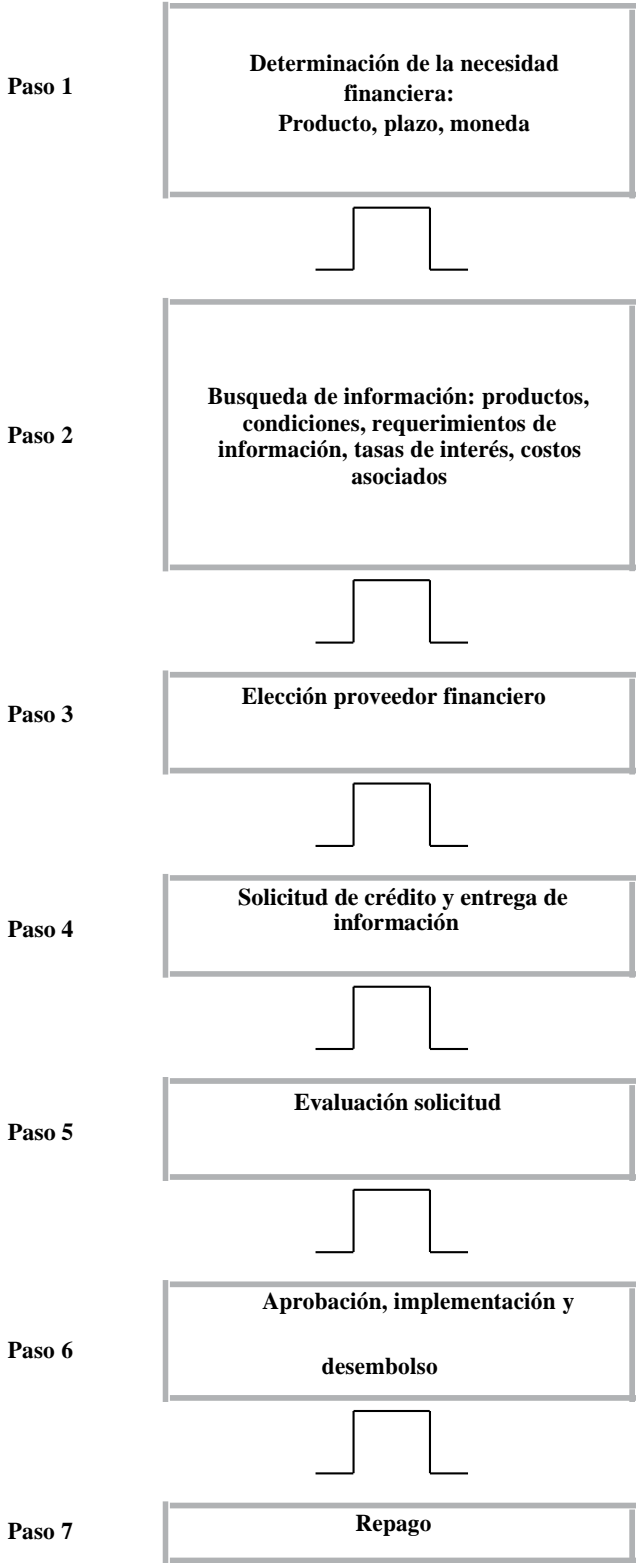 Paso 1
Determinación de la necesidad
financiera:
Producto, plazo, moneda
Paso 2
Busqueda de información: productos,
condiciones, requerimientos de
información, tasas de interés, costos
asociados
Paso 3
Elección proveedor financiero
Paso 4
Solicitud de crédito y entrega de
información
Paso 5
Evaluación solicitud
Paso 6
Aprobación, implementación y
desembolso
Paso 7
Repago